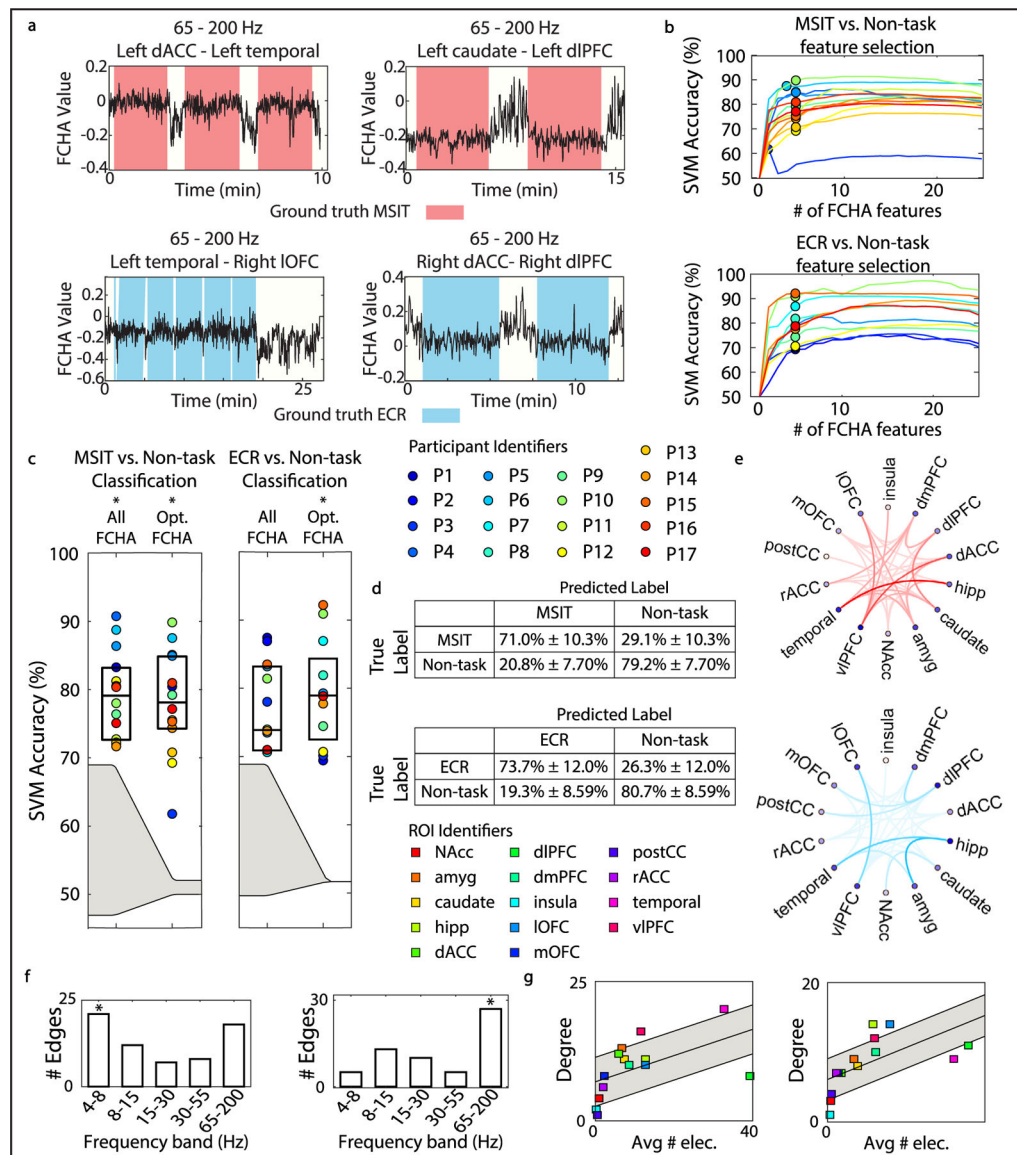 a
65 - 200 Hz
Left dACC - Left temporal
0.2
0
-0.2
-0.4
FCHA Value
0
10
Time (min)
65 - 200 Hz
Left caudate - Left dlPFC
0.2
0
-0.2
-0.4
FCHA Value
0
15
Time (min)
Ground truth MSIT
65 - 200 Hz
Left temporal - Right lOFC
0.2
0
-0.2
-0.4
-0.6
FCHA Value
0
25
Time (min)
65 - 200 Hz
Right dACC- Right dlPFC
0.4
0.2
0
-0.2
FCHA Value
0
10
Time (min)
Ground truth ECR
b
MSIT vs. Non-task
feature selection
100
90
80
70
60
50
SVM Accuracy (%)
0
10
20
# of FCHA features
ECR vs. Non-task
feature selection
100
90
80
70
60
50
SVM Accuracy (%)
0
10
20
# of FCHA features
c
MSIT vs. Non-task
Classification
* *
All Opt.
FCHA FCHA
ECR vs. Non-task
Classification
*
All Opt.
FCHA FCHA
100
90
80
70
60
50
SVM Accuracy (%)
Participant Identifiers
P1
P2
P3
P4
P5
P6
P7
P8
P9
P10
P11
P12
P13
P14
P15
P16
P17
d
Predicted Label
True
Label
MSIT Non-task
MSIT 71.0% ± 10.3% 29.1% ± 10.3%
Non-task 20.8% ± 7.70% 79.2% ± 7.70%
Predicted Label
True
Label
ECR Non-task
ECR 73.7% ± 12.0% 26.3% ± 12.0%
Non-task 19.3% ± 8.59% 80.7% ± 8.59%
ROI Identifiers
NAcc
amyg
caudate
hipp
dACC
dlPFC
dmPFC
insula
lOFC
mOFC
postCC
rACC
temporal
vlPFC
e
insula
dmPFC
dlPFC
dACC
hipp
caudate
amyg
NAcc
vlPFC
temporal
rACC
postCC
mOFC
lOFC
insula
dmPFC
dlPFC
dACC
hipp
caudate
amyg
NAcc
vlPFC
temporal
rACC
postCC
mOFC
lOFC
f
25
0
# Edges
*
4-8
8-15
15-30
30-55
65-200
Frequency band (Hz)
30
0
# Edges
*
4-8
8-15
15-30
30-55
65-200
Frequency band (Hz)
g
25
0
Degree
0
40
Avg # elec.
20
0
Degree
Avg # elec.